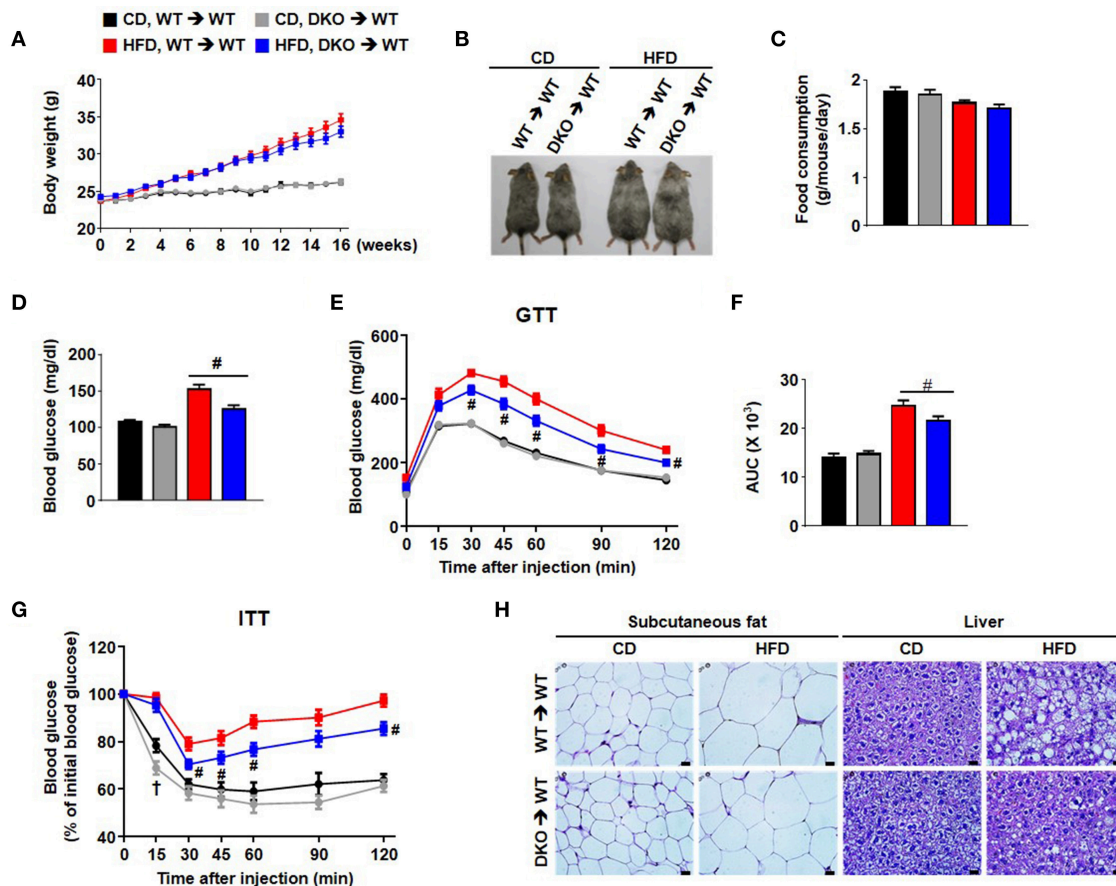 CD, WT ➔ WT
CD, DKO ➔ WT
HFD, WT ➔ WT
HFD, DKO ➔ WT
A
Body weight (g)
40
35
30
25
20
0 2 4 6 8 10 12 14 16 (weeks)
B
CD HFD
WT ➔ WT
DKO ➔ WT
WT ➔ WT
DKO ➔ WT
C
Food consumption
(g/mouse/day)
2
1.5
1
1
0
D
Blood glucose (mg/dl)
200
150
100
50
0
#
E
GTT
Blood glucose (mg/dl)
600
400
200
0
# # # # #
0 15 30 45 60 90 120
Time after injection (min)
F
AUC (X 10³)
30
20
10
0
#
G
ITT
Blood glucose
(% of initial blood glucose)
120
100
80
60
40
† # # # #
0 15 30 45 60 90 120
Time after injection (min)
H
Subcutaneous fat Liver
CD HFD CD HFD
WT ➔ WT
DKO ➔ WT